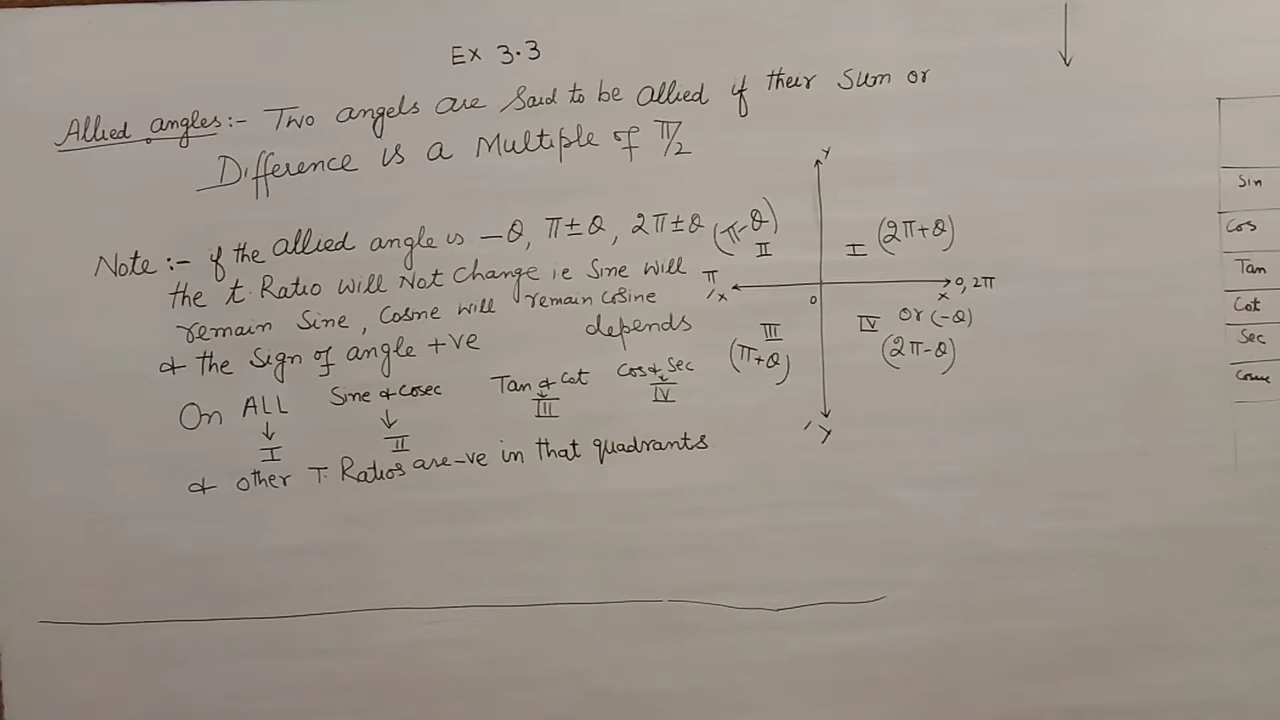 Ex 3.3
Allied angles:- Two angels are Said to be allied if their Sum or
Difference is a Multiple of π/2
Note :- if the allied angle is -θ, π±θ, 2π±θ
the t. Ratio will Not Change ie Sine will
remain Sine, Cosine will remain Cosine
& the Sign of angle +ve depends
On ALL Sine & Cosec Tan & Cot Cos & Sec
↓ ↓ ↓ ↓
I II III IV
& other T. Ratios are -ve in that quadrants
Y
(π-θ) (2π+θ)
II I
π 0, 2π
'X 0 X
III IV or (-θ)
(π+θ) (2π-θ)
'Y
Sin
Cos
Tan
Cot
Sec